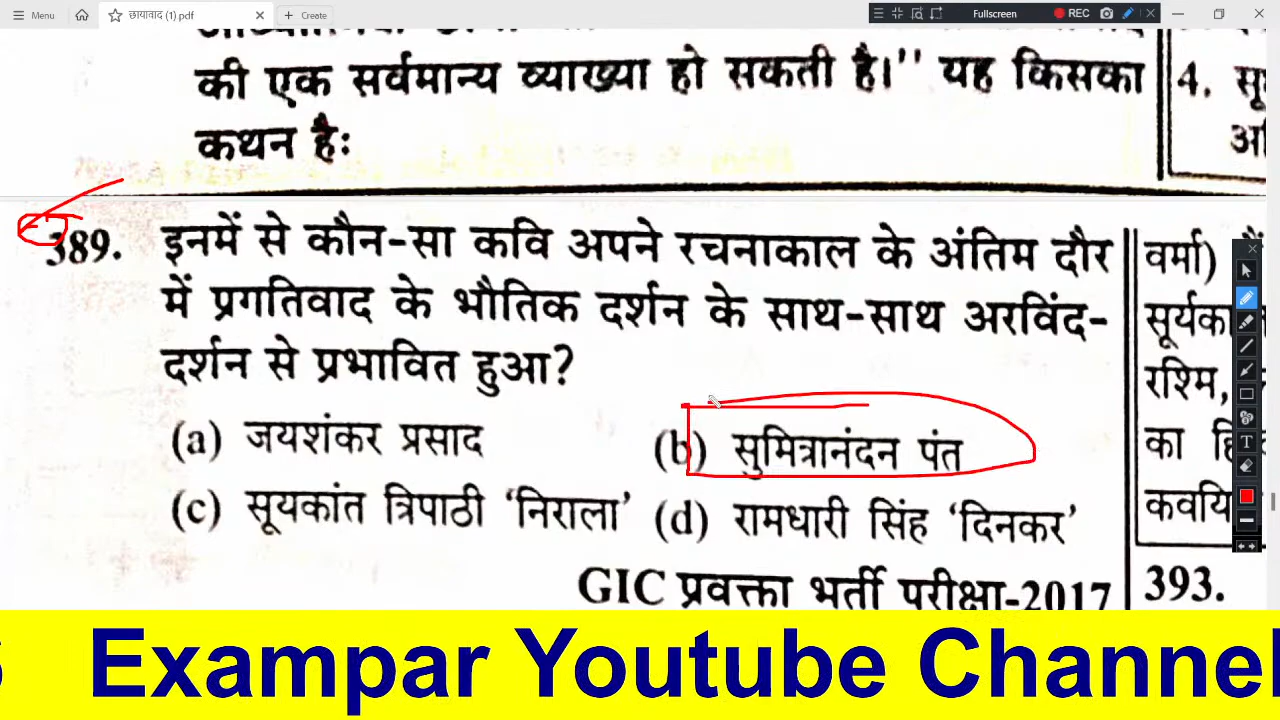 Menu
छायावाद (1).pdf
Create
Fullscreen
REC
की एक सर्वमान्य व्याख्या हो सकती है।'' यह किसका
कथन हैः
4. सू
389. इनमें से कौन-सा कवि अपने रचनाकाल के अंतिम दौर
में प्रगतिवाद के भौतिक दर्शन के साथ-साथ अरविंद-
दर्शन से प्रभावित हुआ?
(a) जयशंकर प्रसाद (b) सुमित्रानंदन पंत
(c) सूयकांत त्रिपाठी 'निराला' (d) रामधारी सिंह 'दिनकर'
GIC प्रवक्ता भर्ती परीक्षा-2017
वर्मा)
सूर्यका
रश्मि,
का हि
कवयि
393.
Exampar Youtube Channel